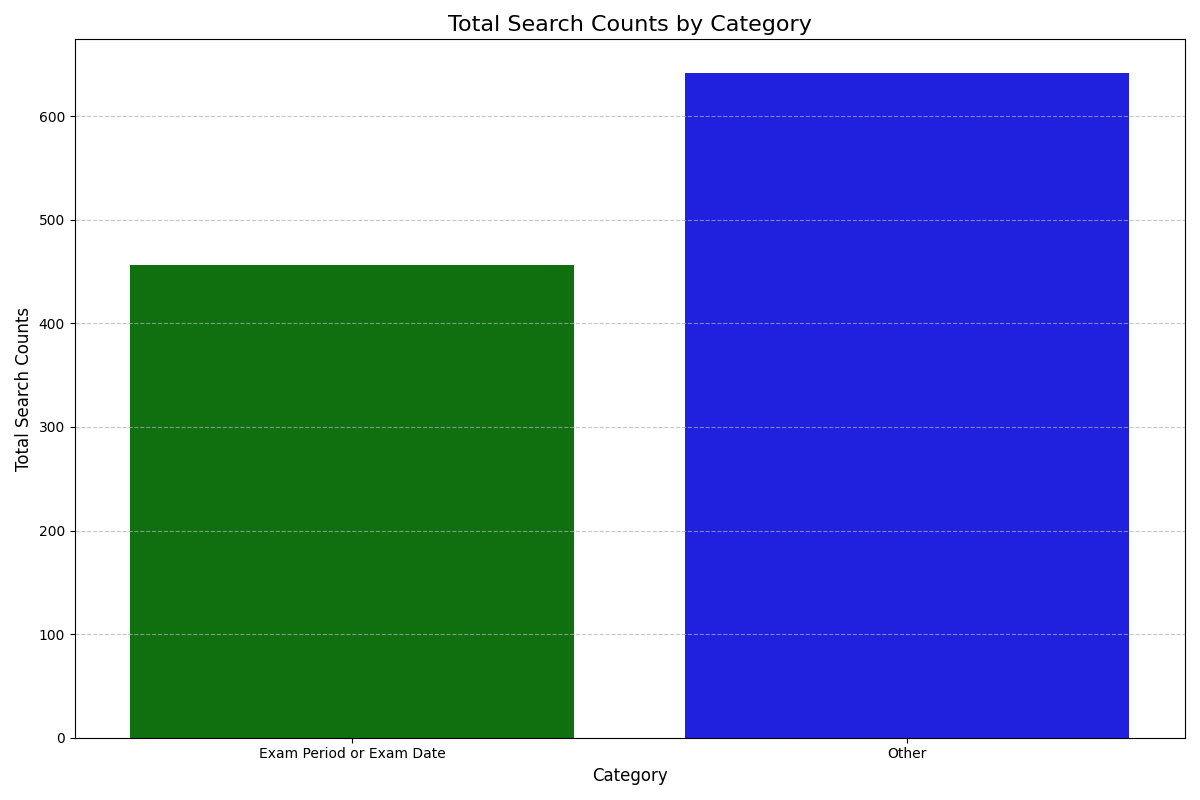 Total Search Counts by Category
Total Search Counts
600
500
400
300
200
100
0
Exam Period or Exam Date
Other
Category